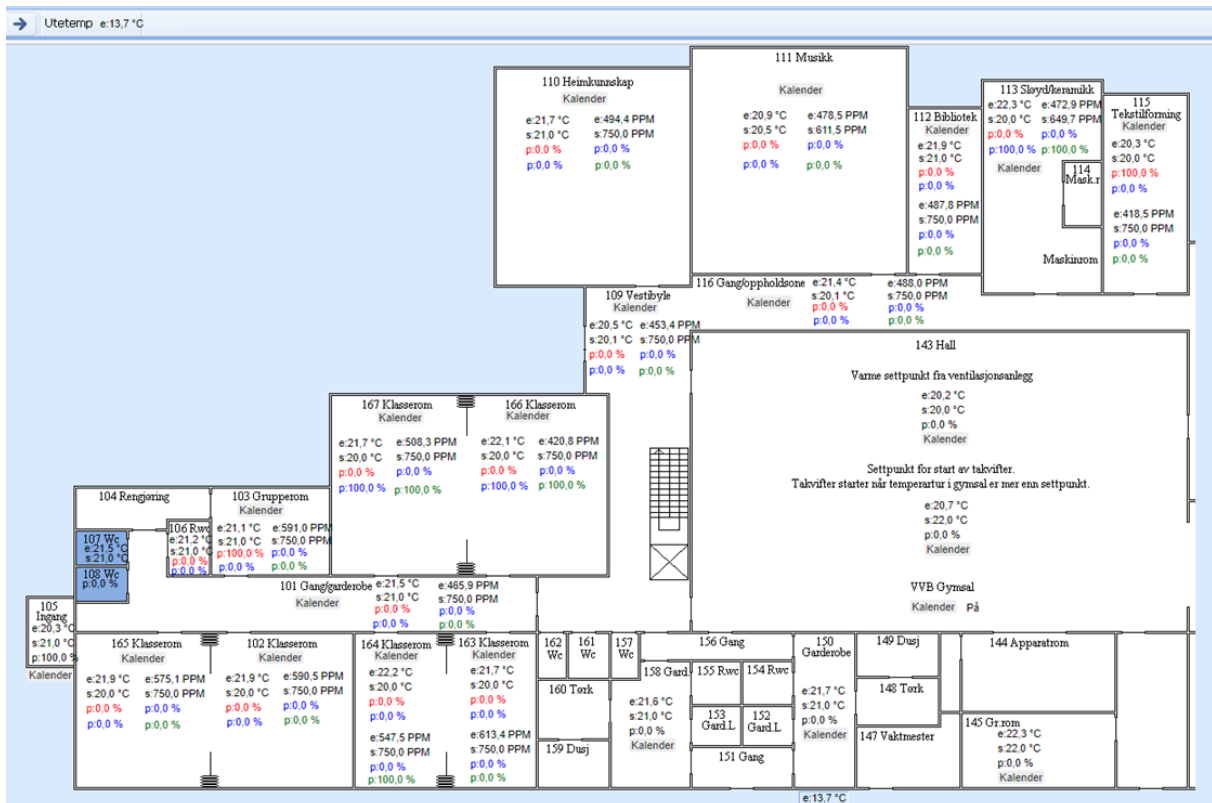 Utetemp e:13,7 °C
111 Musikk
Kalender
e:20,9 °C e:478,5 PPM
s:20,5 °C s:611,5 PPM
p:0,0 % p:0,0 %
p:0,0 % p:0,0 %
110 Heimkunnskap
Kalender
e:21,7 °C e:494,4 PPM
s:21,0 °C s:750,0 PPM
p:0,0 % p:0,0 %
p:0,0 % p:0,0 %
112 Bibliotek
Kalender
e:21,9 °C
s:21,0 °C
p:0,0 %
p:0,0 %
e:487,8 PPM
s:750,0 PPM
p:0,0 %
p:0,0 %
113 Sløyd/keramikk
e:22,3 °C e:472,9 PPM
s:20,0 °C s:649,7 PPM
p:0,0 % p:0,0 %
p:100,0 % p:100,0 %
Kalender
114
Mask.r
Maskinrom
115
Tekstilforming
Kalender
e:20,3 °C
s:20,0 °C
p:100,0 %
p:0,0 %
e:418,5 PPM
s:750,0 PPM
p:0,0 %
p:0,0 %
116 Gang/oppholdsone
Kalender
e:21,4 °C e:488,0 PPM
s:20,1 °C s:750,0 PPM
p:0,0 % p:0,0 %
p:0,0 % p:0,0 %
109 Vestibyle
Kalender
e:20,5 °C e:453,4 PPM
s:20,1 °C s:750,0 PPM
p:0,0 % p:0,0 %
p:0,0 % p:0,0 %
143 Hall
Varme settpunkt fra ventilasjonsanlegg
e:20,2 °C
s:20,0 °C
p:0,0 %
Kalender
Settpunkt for start av takvifter.
Takvifter starter når temperartur i gymsal er mer enn settpunkt.
e:20,7 °C
s:22,0 °C
p:0,0 %
Kalender
VVB Gymsal
Kalender På
167 Klasserom
Kalender
e:21,7 °C e:508,3 PPM
s:20,0 °C s:750,0 PPM
p:0,0 % p:0,0 %
p:100,0 % p:100,0 %
166 Klasserom
Kalender
e:22,1 °C e:420,8 PPM
s:20,0 °C s:750,0 PPM
p:0,0 % p:0,0 %
p:100,0 % p:100,0 %
104 Rengjøring
103 Grupperom
Kalender
e:21,1 °C e:591,0 PPM
s:21,0 °C s:750,0 PPM
p:100,0 % p:0,0 %
p:0,0 % p:0,0 %
106 Rwc
e:21,2 °C
s:21,0 °C
p:0,0 %
p:0,0 %
107 Wc
e:21,5 °C
s:21,0 °C
108 Wc
p:0,0 %
101 Gang/garderobe
Kalender
e:21,5 °C e:465,9 PPM
s:21,0 °C s:750,0 PPM
p:0,0 % p:0,0 %
p:0,0 % p:0,0 %
105
Ingang
e:20,3 °C
s:21,0 °C
p:100,0 %
Kalender
165 Klasserom
Kalender
e:21,9 °C e:575,1 PPM
s:20,0 °C s:750,0 PPM
p:0,0 % p:0,0 %
p:0,0 % p:0,0 %
102 Klasserom
Kalender
e:21,9 °C e:590,5 PPM
s:20,0 °C s:750,0 PPM
p:0,0 % p:0,0 %
p:0,0 % p:0,0 %
164 Klasserom
Kalender
e:22,2 °C
s:20,0 °C
p:0,0 %
p:0,0 %
e:547,5 PPM
s:750,0 PPM
p:0,0 %
p:100,0 %
163 Klasserom
Kalender
e:21,7 °C
s:20,0 °C
p:0,0 %
p:0,0 %
e:613,4 PPM
s:750,0 PPM
p:0,0 %
p:0,0 %
162
Wc
161
Wc
157
Wc
160 Tørk
159 Dusj
156 Gang
158 Gard.
e:21,6 °C
s:21,0 °C
p:0,0 %
Kalender
155 Rwc
154 Rwc
153
Gard.L
152
Gard.L
151 Gang
150
Garderobe
e:21,7 °C
s:21,0 °C
p:0,0 %
Kalender
149 Dusj
148 Tørk
147 Vaktmester
144 Apparatrom
145 Gr.rom
e:22,3 °C
s:22,0 °C
p:0,0 %
Kalender
e:13,7 °C